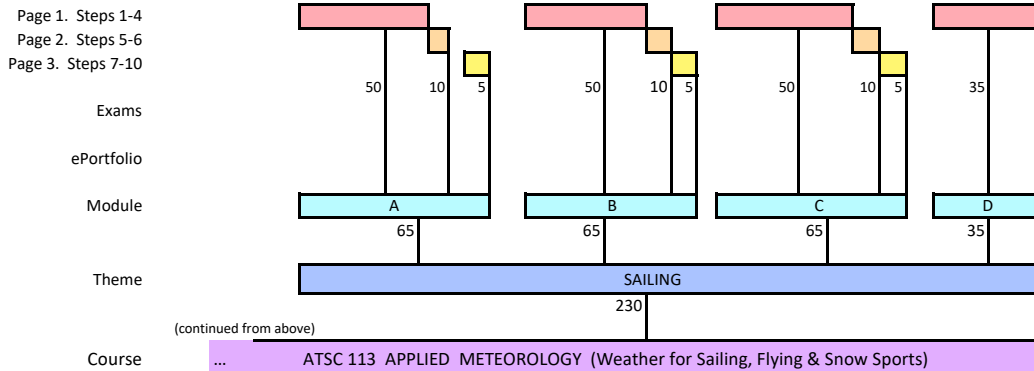 Page 1.  Steps 1-4
Page 2.  Steps 5-6
Page 3.  Steps 7-10
50 10 5 50 10 5 50 10 5 35
Exams
ePortfolio
Module A B C D
65 65 65 35
Theme SAILING
230
(continued from above)
Course ... ATSC 113  APPLIED  METEOROLOGY  (Weather for Sailing, Flying & Snow Sports)